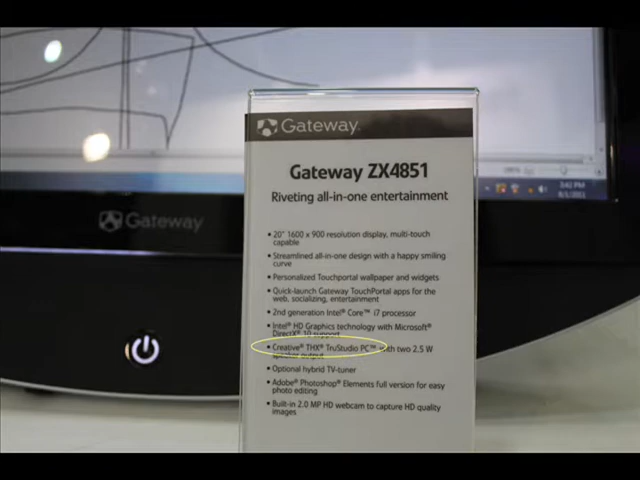 Gateway
Gateway ZX4851
Riveting all-in-one entertainment
• 20" 1600 x 900 resolution display, multi-touch
capable
• Streamlined all-in-one design with a happy smiling
curve
• Personalized Touchportal wallpaper and widgets
• Quick-launch Gateway TouchPortal apps for the
web, socializing, entertainment
• 2nd generation Intel® Core™ i7 processor
• Intel® HD Graphics technology with Microsoft®
DirectX® 10 support
• Creative® THX® TruStudio PC™ with two 2.5 W
speaker output
• Optional hybrid TV-tuner
• Adobe® Photoshop® Elements full version for easy
photo editing
• Built-in 2.0 MP HD webcam to capture HD quality
images
Gateway
3:42 PM